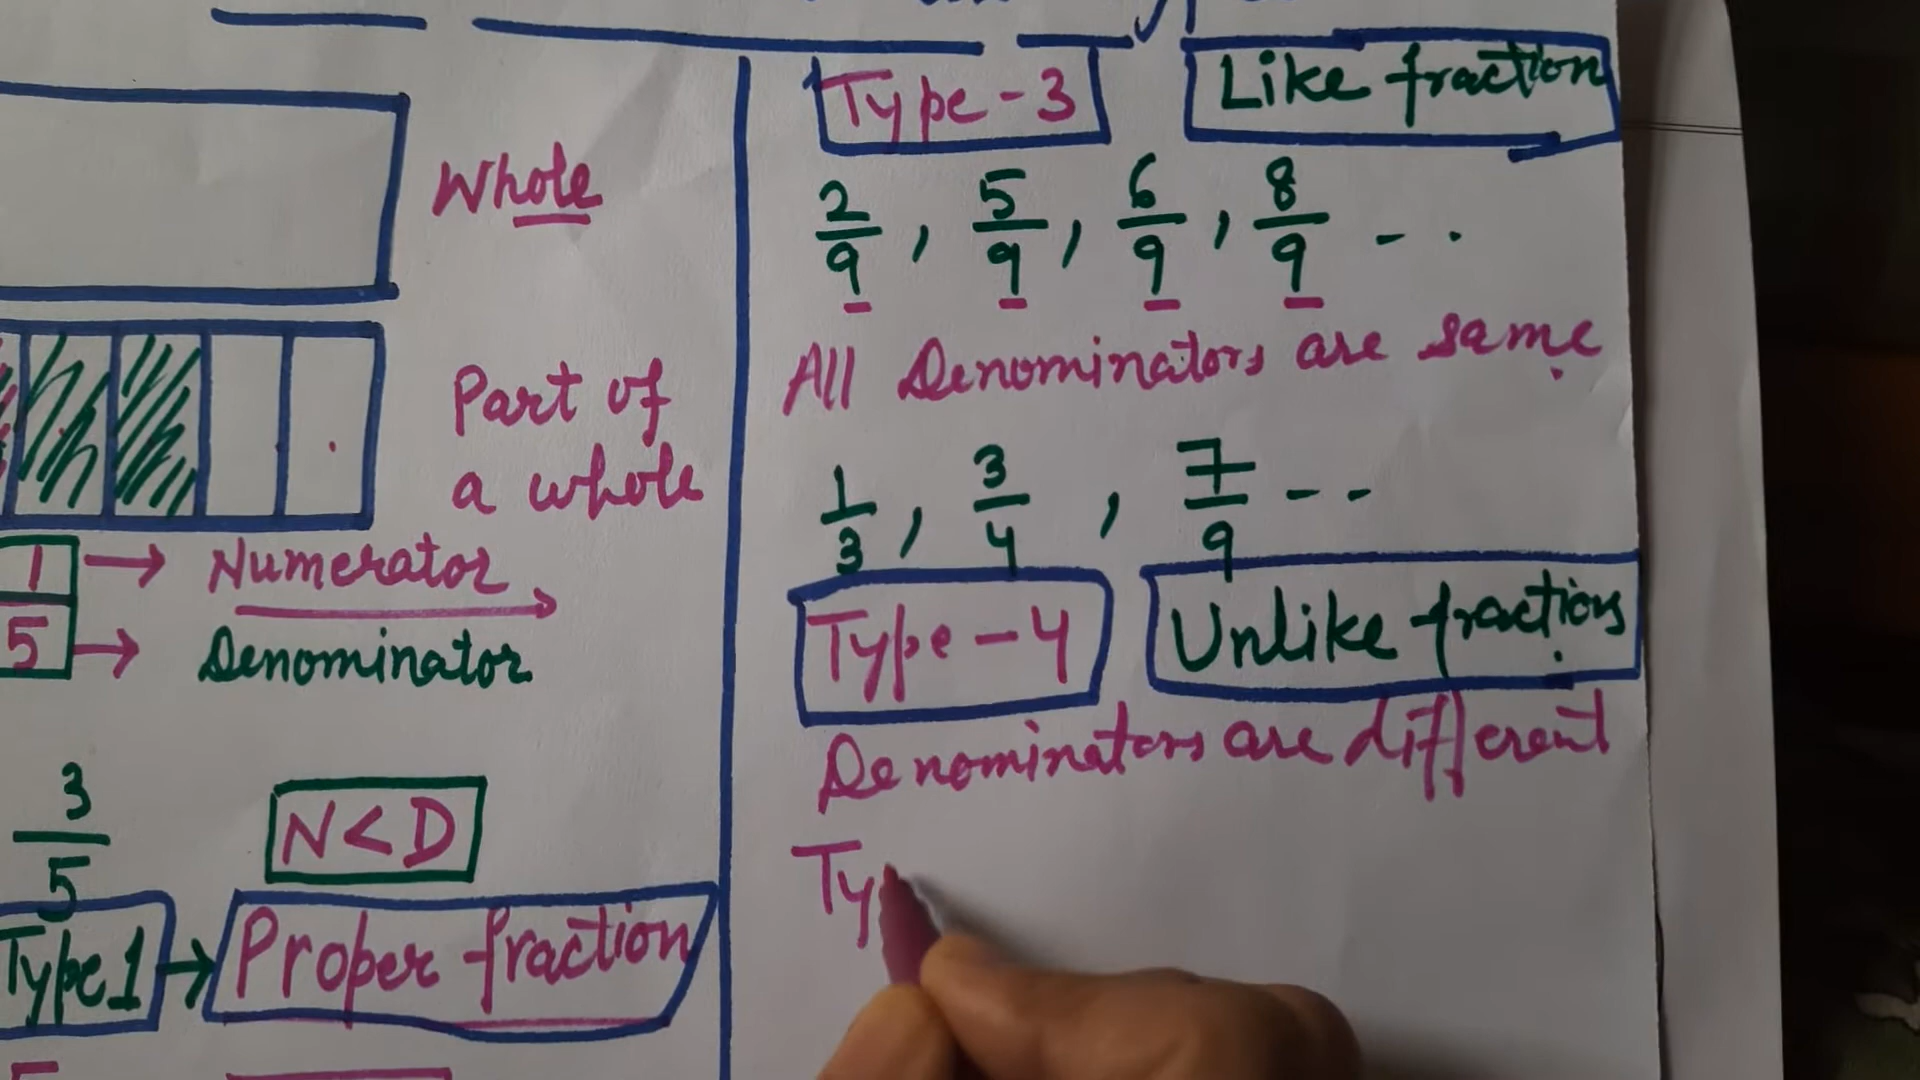 Whole
Part of
a whole
1 → Numerator
5 → Denominator
3
5
N<D
Type 1 → Proper fraction
Type-3 Like fraction
2/9, 5/9, 6/9, 8/9 - .
All Denominators are same
1/3, 3/4, 7/9 - -
Type-4 Unlike fractions
Denominators are different
Ty